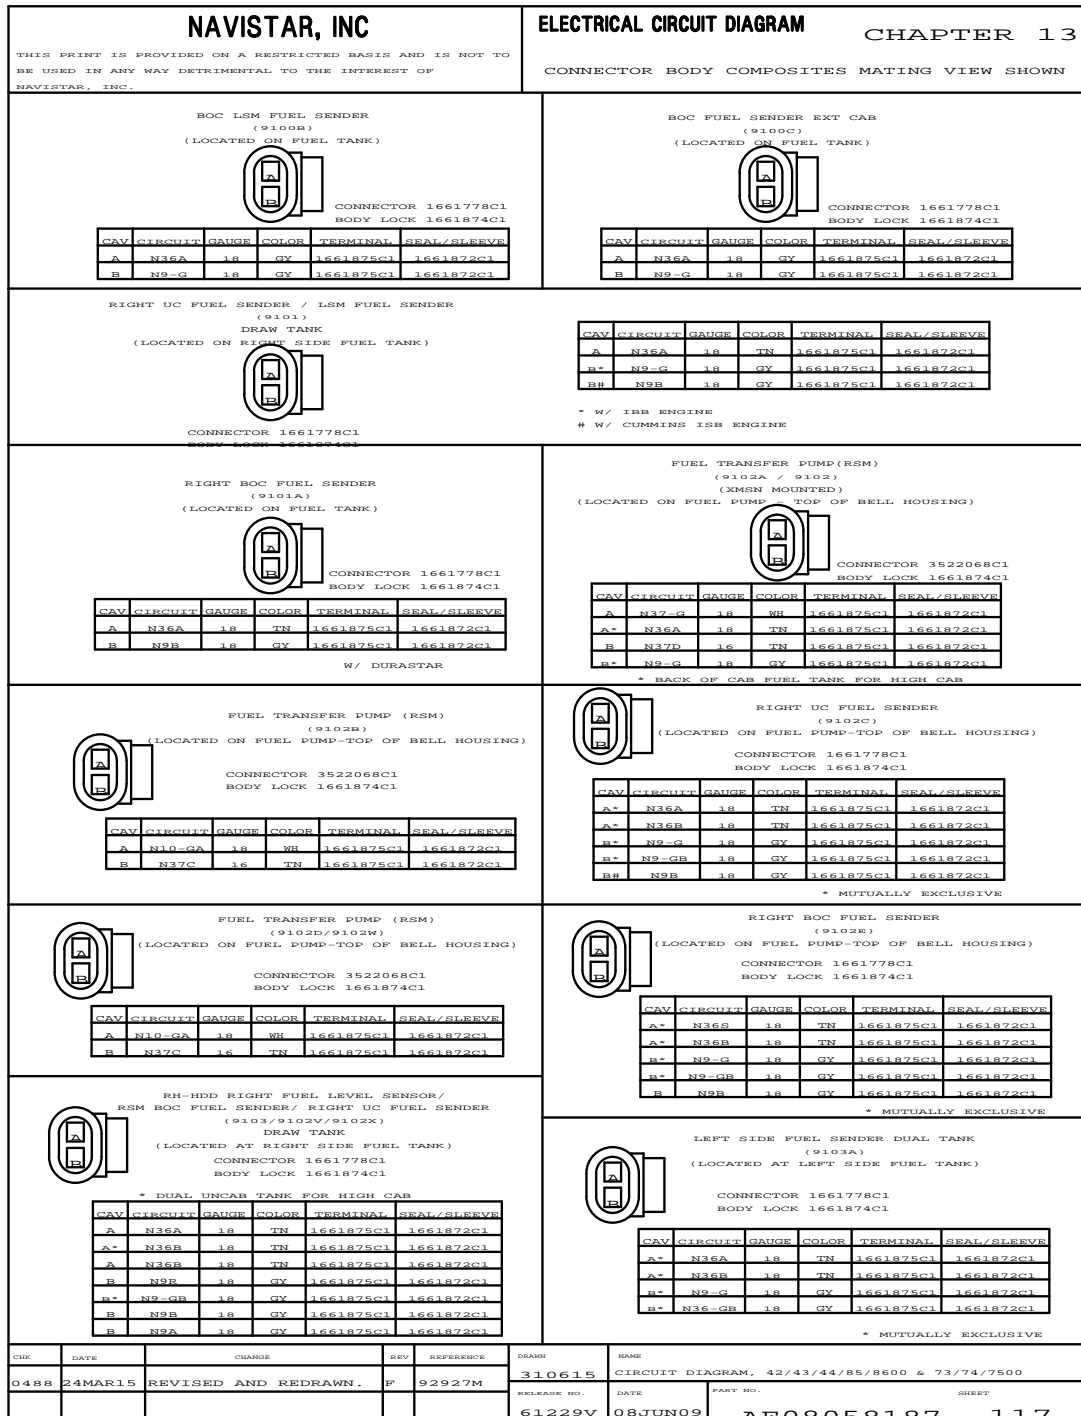 NAVISTAR, INC
THIS PRINT IS PROVIDED ON A RESTRICTED BASIS AND IS NOT TO
BE USED IN ANY WAY DETRIMENTAL TO THE INTEREST OF
NAVISTAR, INC.
ELECTRICAL CIRCUIT DIAGRAM
CHAPTER 13
CONNECTOR BODY COMPOSITES MATING VIEW SHOWN
BOC LSM FUEL SENDER
(9100B)
(LOCATED ON FUEL TANK)
A
B
CONNECTOR 1661778C1
BODY LOCK 1661874C1
CAV CIRCUIT GAUGE COLOR TERMINAL SEAL/SLEEVE
A N36A 18 GY 1661875C1 1661872C1
B N9-G 18 GY 1661875C1 1661872C1
BOC FUEL SENDER EXT CAB
(9100C)
(LOCATED ON FUEL TANK)
A
B
CONNECTOR 1661778C1
BODY LOCK 1661874C1
CAV CIRCUIT GAUGE COLOR TERMINAL SEAL/SLEEVE
A N36A 18 GY 1661875C1 1661872C1
B N9-G 18 GY 1661875C1 1661872C1
RIGHT UC FUEL SENDER / LSM FUEL SENDER
(9101)
DRAW TANK
(LOCATED ON RIGHT SIDE FUEL TANK)
A
B
CONNECTOR 1661778C1
BODY LOCK 1661874C1
CAV CIRCUIT GAUGE COLOR TERMINAL SEAL/SLEEVE
A N36A 18 TN 1661875C1 1661872C1
B* N9-G 18 GY 1661875C1 1661872C1
B# N9B 18 GY 1661875C1 1661872C1
* W/ IBB ENGINE
# W/ CUMMINS ISB ENGINE
RIGHT BOC FUEL SENDER
(9101A)
(LOCATED ON FUEL TANK)
A
B
CONNECTOR 1661778C1
BODY LOCK 1661874C1
CAV CIRCUIT GAUGE COLOR TERMINAL SEAL/SLEEVE
A N36A 18 TN 1661875C1 1661872C1
B N9B 18 GY 1661875C1 1661872C1
W/ DURASTAR
FUEL TRANSFER PUMP(RSM)
(9102A / 9102)
(XMSN MOUNTED)
(LOCATED ON FUEL PUMP - TOP OF BELL HOUSING)
A
B
CONNECTOR 3522068C1
BODY LOCK 1661874C1
CAV CIRCUIT GAUGE COLOR TERMINAL SEAL/SLEEVE
A N37-G 18 WH 1661875C1 1661872C1
A* N36A 18 TN 1661875C1 1661872C1
B N37D 16 TN 1661875C1 1661872C1
B* N9-G 18 GY 1661875C1 1661872C1
* BACK OF CAB FUEL TANK FOR HIGH CAB
FUEL TRANSFER PUMP (RSM)
(9102B)
(LOCATED ON FUEL PUMP-TOP OF BELL HOUSING)
A
B
CONNECTOR 3522068C1
BODY LOCK 1661874C1
CAV CIRCUIT GAUGE COLOR TERMINAL SEAL/SLEEVE
A N10-GA 18 WH 1661875C1 1661872C1
B N37C 16 TN 1661875C1 1661872C1
RIGHT UC FUEL SENDER
(9102C)
(LOCATED ON FUEL PUMP-TOP OF BELL HOUSING)
A
B
CONNECTOR 1661778C1
BODY LOCK 1661874C1
CAV CIRCUIT GAUGE COLOR TERMINAL SEAL/SLEEVE
A* N36A 18 TN 1661875C1 1661872C1
A* N36B 18 TN 1661875C1 1661872C1
B* N9-G 18 GY 1661875C1 1661872C1
B* N9-GB 18 GY 1661875C1 1661872C1
B# N9B 18 GY 1661875C1 1661872C1
* MUTUALLY EXCLUSIVE
FUEL TRANSFER PUMP (RSM)
(9102D/9102W)
(LOCATED ON FUEL PUMP-TOP OF BELL HOUSING)
A
B
CONNECTOR 3522068C1
BODY LOCK 1661874C1
CAV CIRCUIT GAUGE COLOR TERMINAL SEAL/SLEEVE
A N10-GA 18 WH 1661875C1 1661872C1
B N37C 16 TN 1661875C1 1661872C1
RIGHT BOC FUEL SENDER
(9102E)
(LOCATED ON FUEL PUMP-TOP OF BELL HOUSING)
A
B
CONNECTOR 1661778C1
BODY LOCK 1661874C1
CAV CIRCUIT GAUGE COLOR TERMINAL SEAL/SLEEVE
A* N36S 18 TN 1661875C1 1661872C1
A* N36B 18 TN 1661875C1 1661872C1
B* N9-G 18 GY 1661875C1 1661872C1
B* N9-GB 18 GY 1661875C1 1661872C1
B N9B 18 GY 1661875C1 1661872C1
* MUTUALLY EXCLUSIVE
RH-HDD RIGHT FUEL LEVEL SENSOR/
RSM BOC FUEL SENDER/ RIGHT UC FUEL SENDER
(9103/9102V/9102X)
DRAW TANK
(LOCATED AT RIGHT SIDE FUEL TANK)
A
B
CONNECTOR 1661778C1
BODY LOCK 1661874C1
* DUAL UNCAB TANK FOR HIGH CAB
CAV CIRCUIT GAUGE COLOR TERMINAL SEAL/SLEEVE
A N36A 18 TN 1661875C1 1661872C1
A* N36B 18 TN 1661875C1 1661872C1
A N36B 18 TN 1661875C1 1661872C1
B N9R 18 GY 1661875C1 1661872C1
B* N9-GB 18 GY 1661875C1 1661872C1
B N9B 18 GY 1661875C1 1661872C1
B N9A 18 GY 1661875C1 1661872C1
LEFT SIDE FUEL SENDER DUAL TANK
(9103A)
(LOCATED AT LEFT SIDE FUEL TANK)
A
B
CONNECTOR 1661778C1
BODY LOCK 1661874C1
CAV CIRCUIT GAUGE COLOR TERMINAL SEAL/SLEEVE
A* N36A 18 TN 1661875C1 1661872C1
A* N36B 18 TN 1661875C1 1661872C1
B* N9-G 18 GY 1661875C1 1661872C1
B* N36-GB 18 GY 1661875C1 1661872C1
* MUTUALLY EXCLUSIVE
CHK DATE CHANGE REV REFERENCE
0488 24MAR15 REVISED AND REDRAWN. F 92927M
DRAWN
310615
NAME
CIRCUIT DIAGRAM, 42/43/44/85/8600 & 73/74/7500
RELEASE NO.
61229V
DATE
08JUN09
PART NO.
AE08058187
SHEET
117